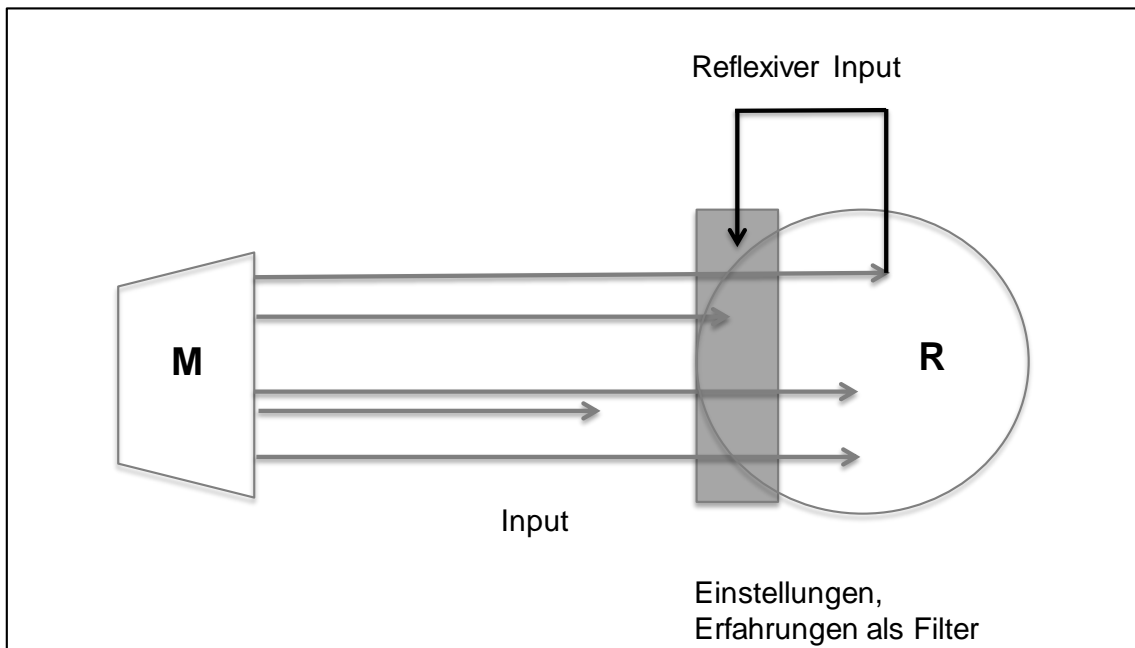 Reflexiver Input
M
R
Input
Einstellungen,
Erfahrungen als Filter